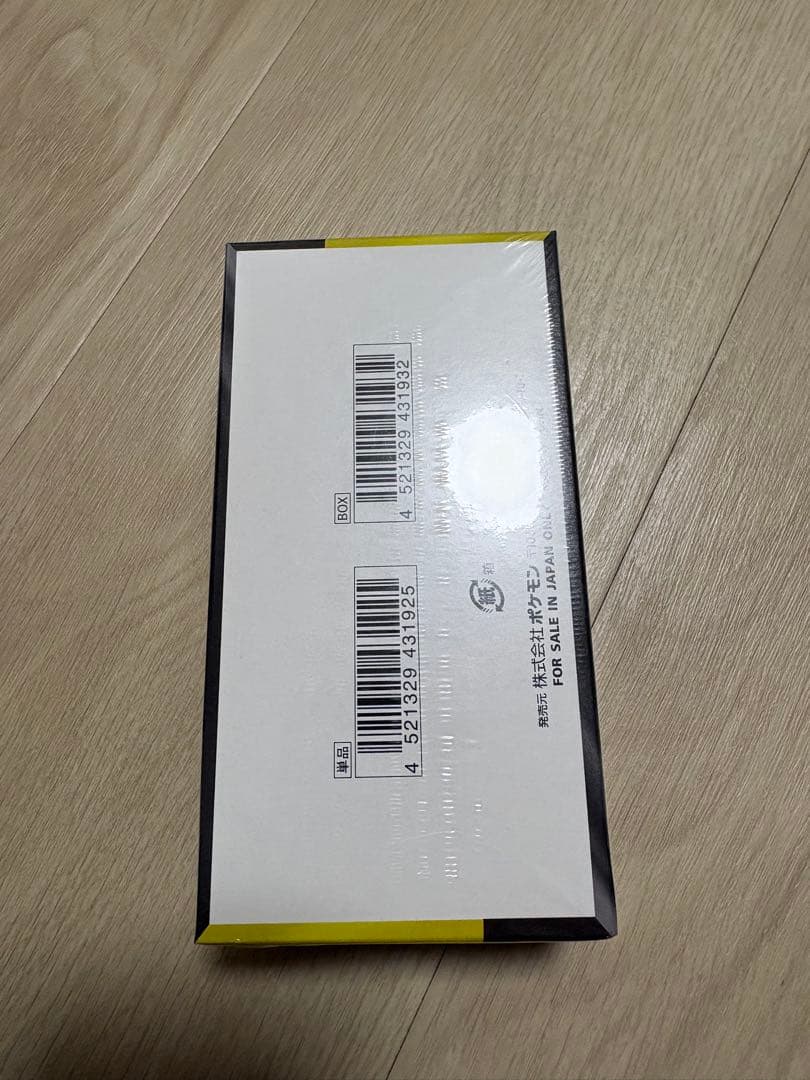 BOX
4 521329 431932
単品
4 521329 431925
紙
箱
発売元 株式会社 ポケモン
FOR SALE IN JAPAN